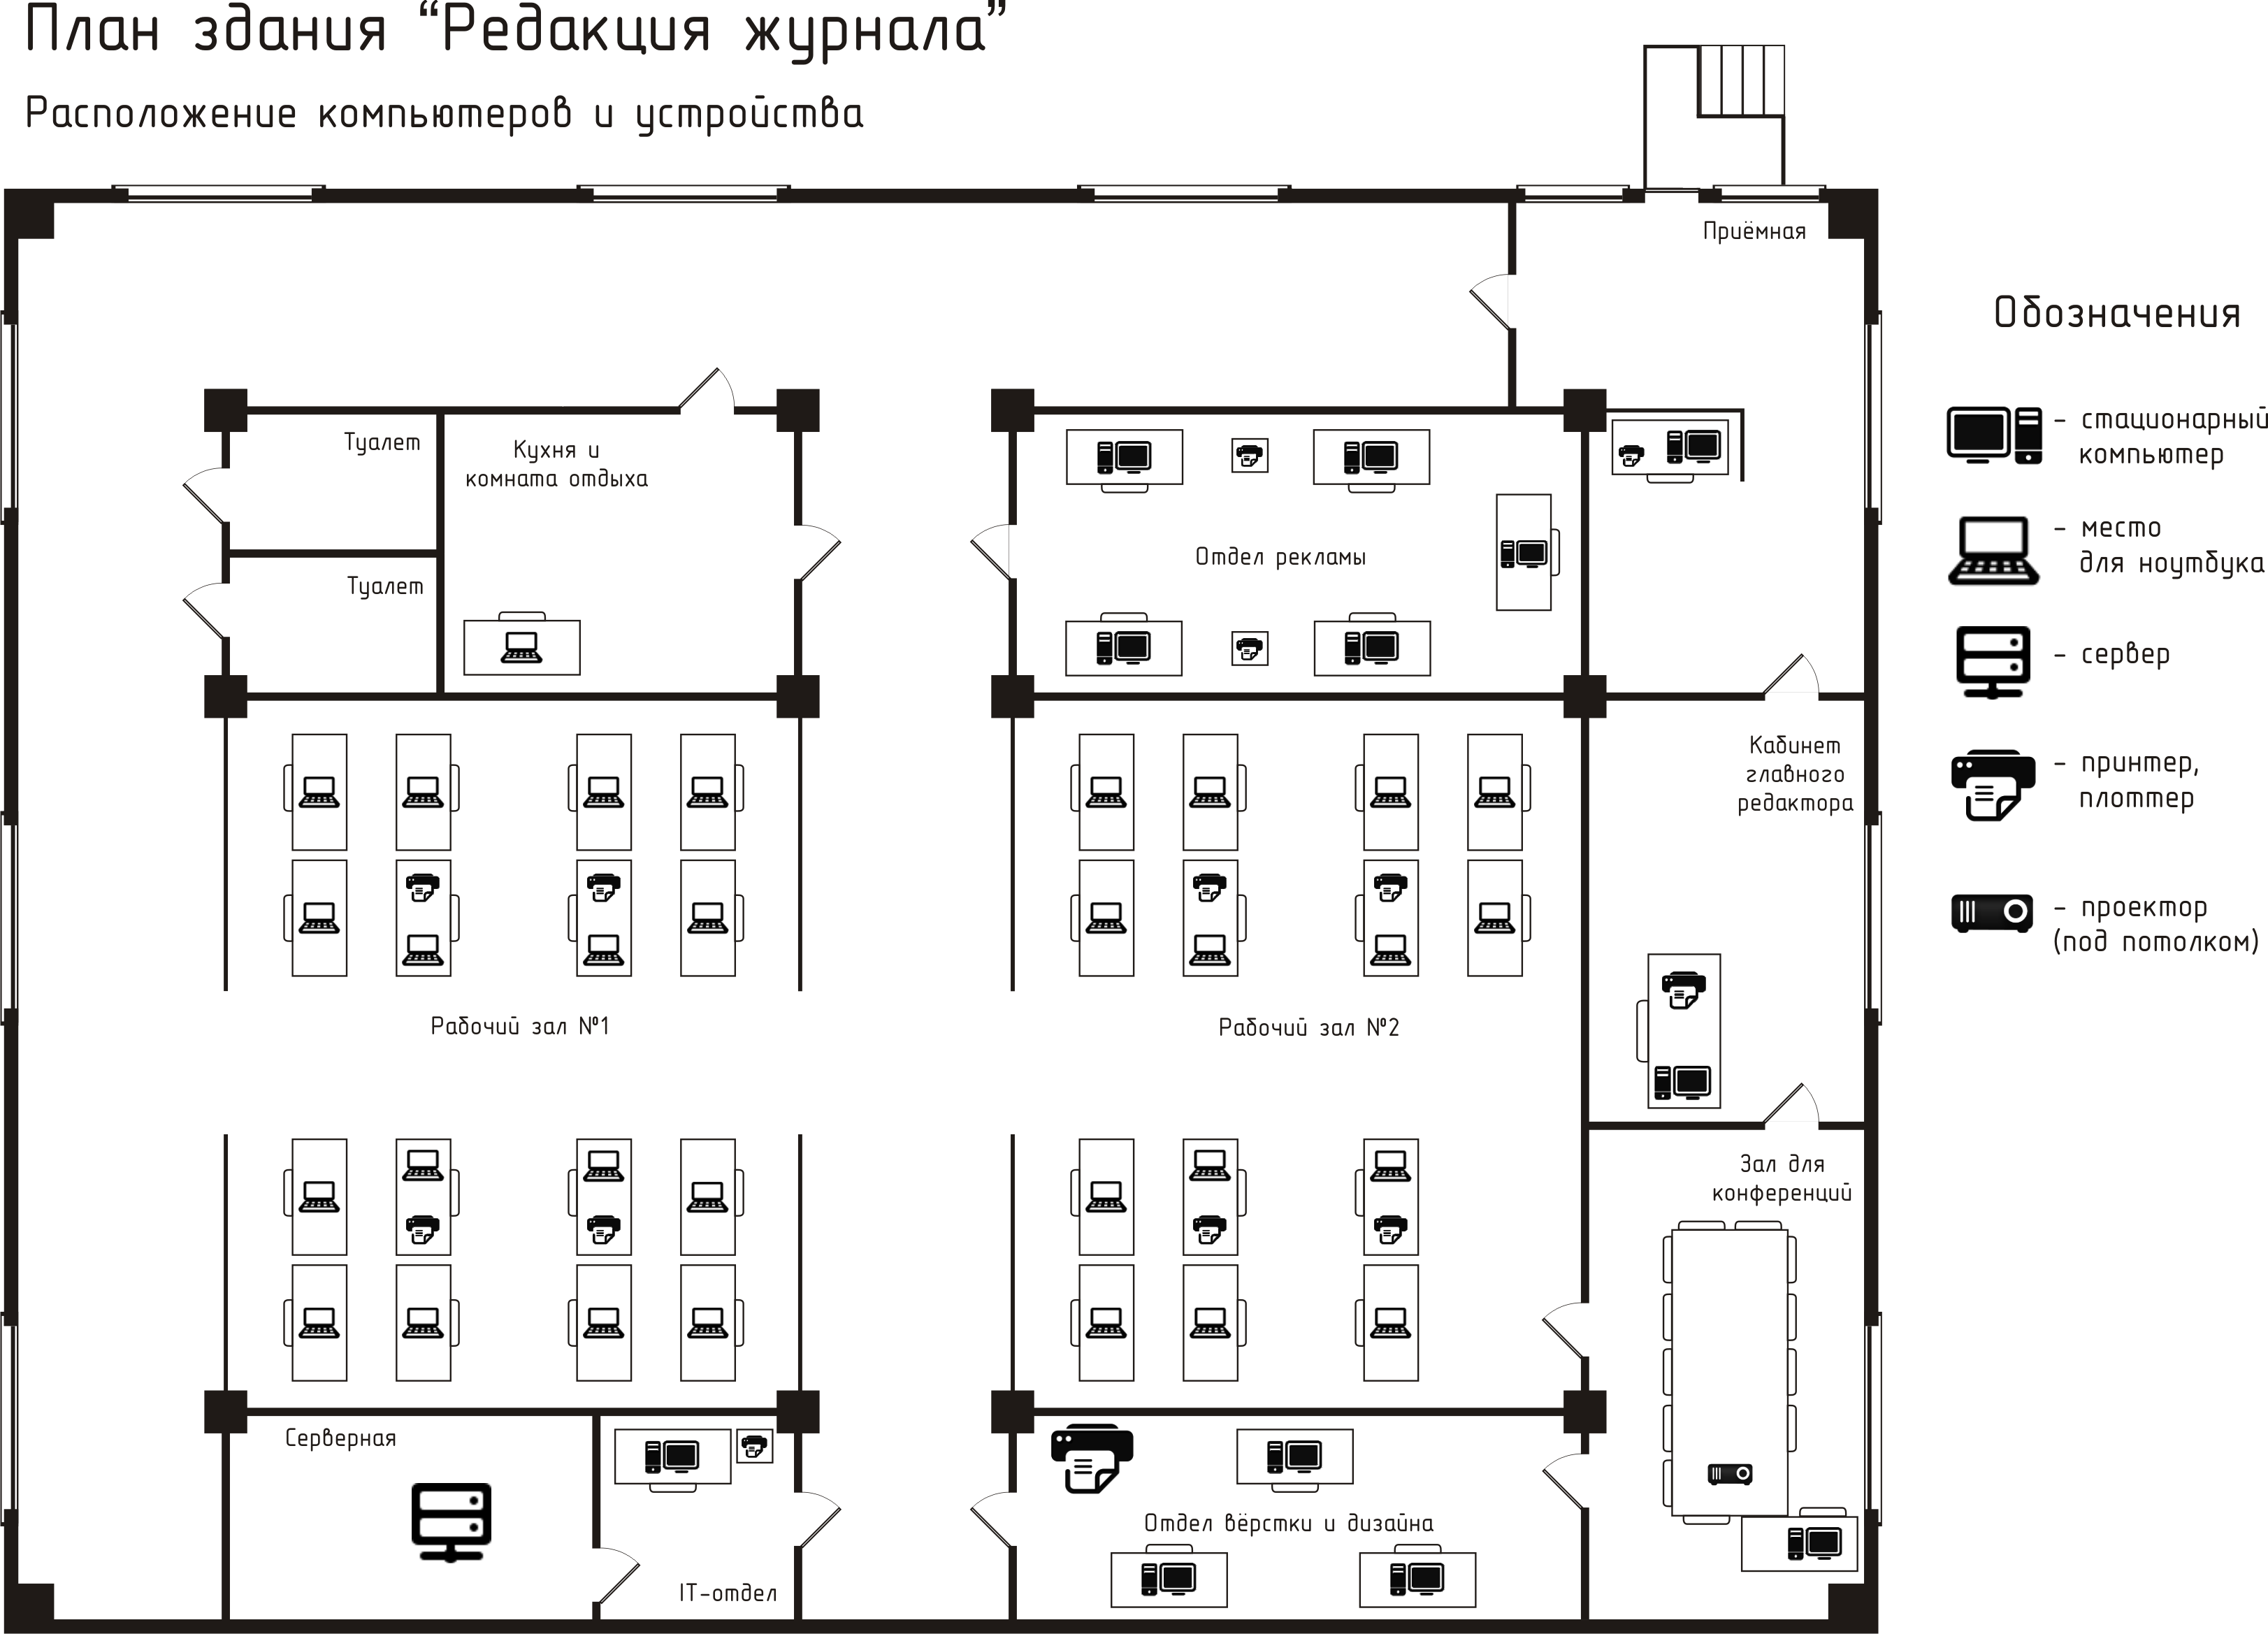 План здания “Редакция журнала”
Расположение компьютеров и устройства
Приёмная
Обозначения
- стационарный
компьютер
- место
для ноутбука
- сервер
- принтер,
плоттер
- проектор
(под потолком)
Туалет
Кухня и
комната отдыха
Туалет
Отдел рекламы
Кабинет
главного
редактора
Рабочий зал №1
Рабочий зал №2
Зал для
конференций
Серверная
IT-отдел
Отдел вёрстки и дизайна